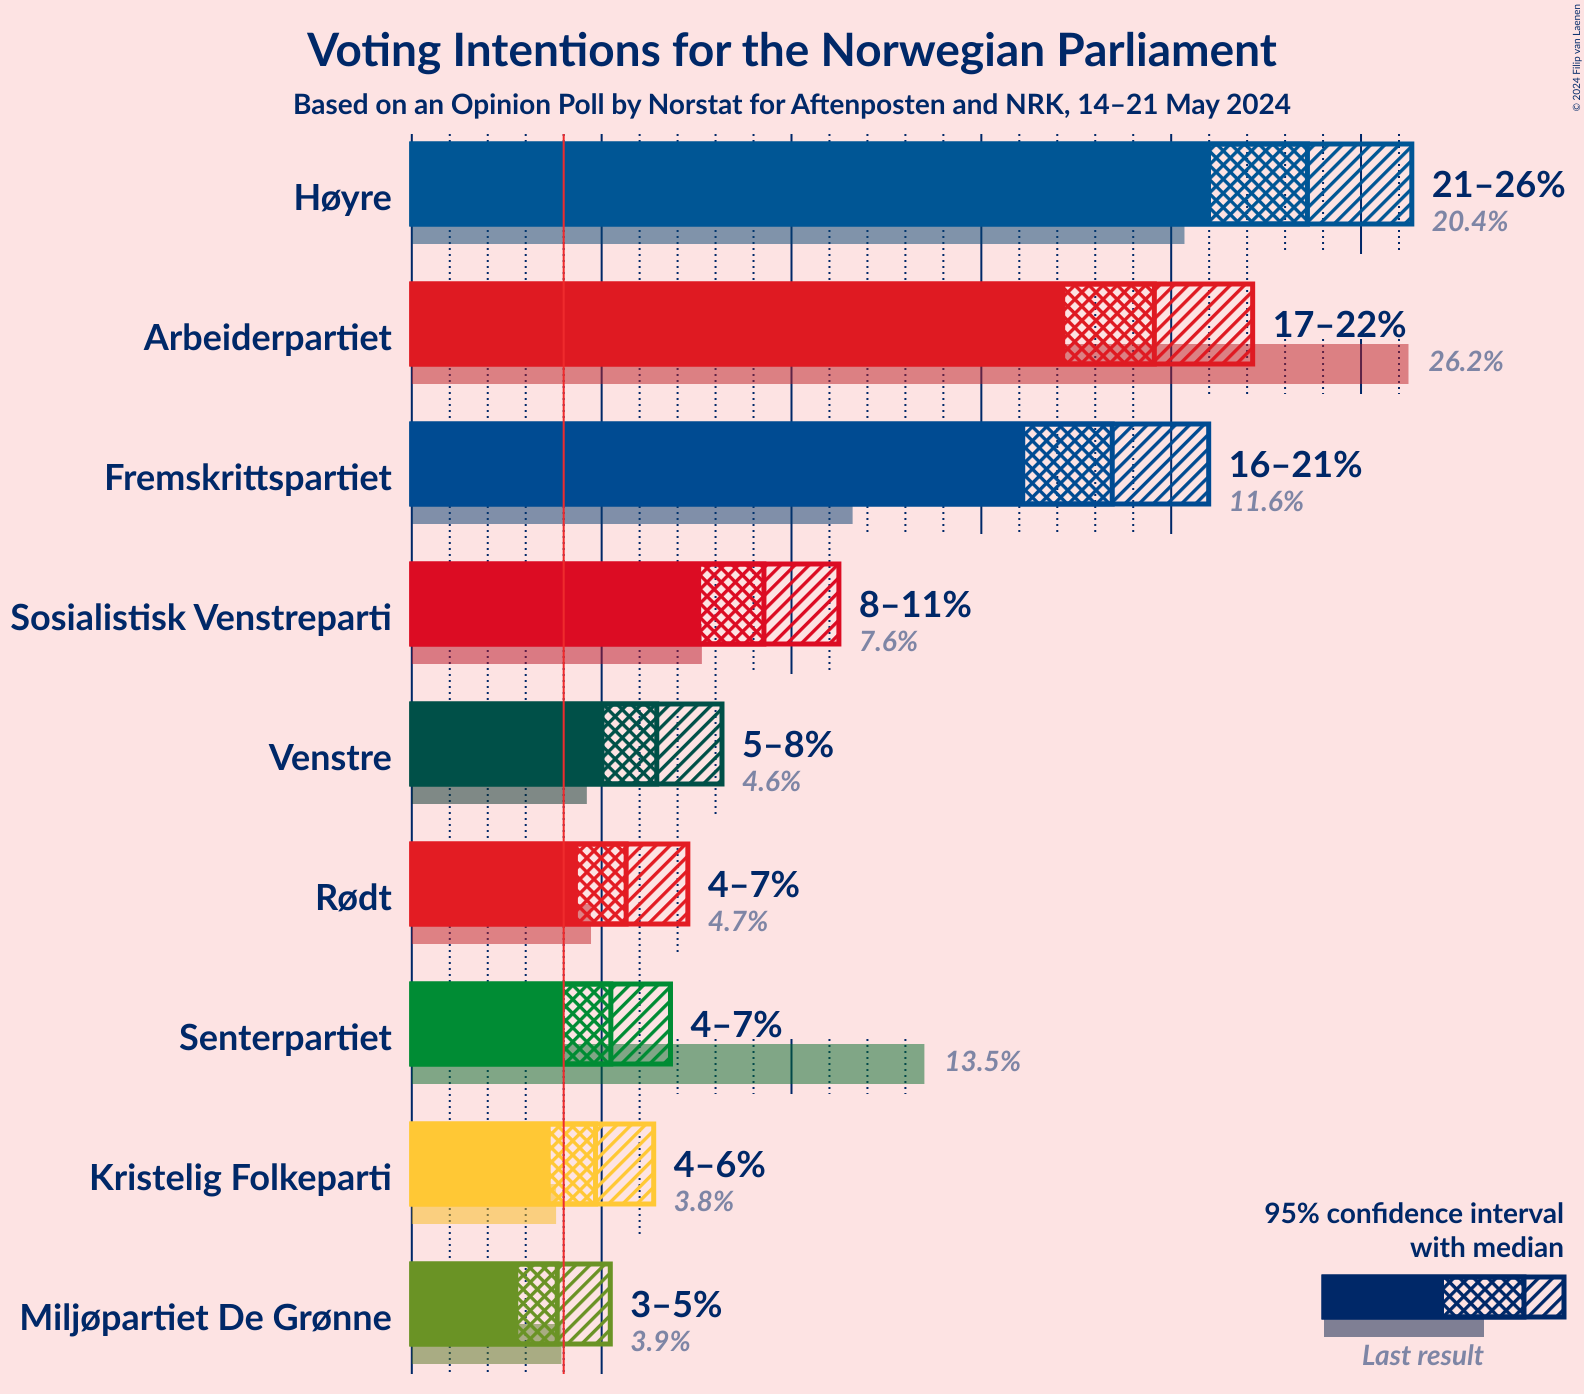 Voting Intentions for the Norwegian Parliament
Based on an Opinion Poll by Norstat for Aftenposten and NRK, 14–21 May 2024
© 2024 Filip van Laenen
Høyre
21–26%
20.4%
Arbeiderpartiet
17–22%
26.2%
Fremskrittspartiet
16–21%
11.6%
Sosialistisk Venstreparti
8–11%
7.6%
Venstre
5–8%
4.6%
Rødt
4–7%
4.7%
Senterpartiet
4–7%
13.5%
Kristelig Folkeparti
4–6%
3.8%
Miljøpartiet De Grønne
3–5%
3.9%
95% confidence interval
with median
Last result